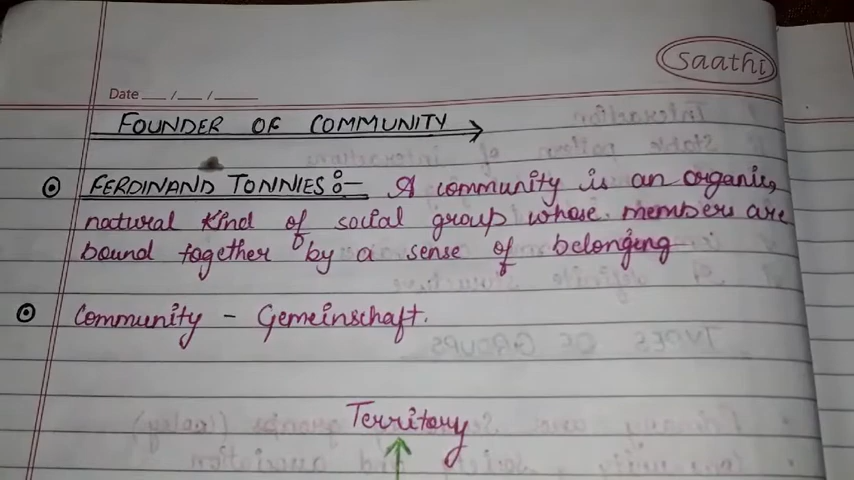 Saathi
Date ___/___/___
FOUNDER OF COMMUNITY →
FERDINAND TONNIES :- A community is an organic,
natural kind of social group whose members are
bound together by a sense of belonging
Community - Gemeinschaft.
Territory